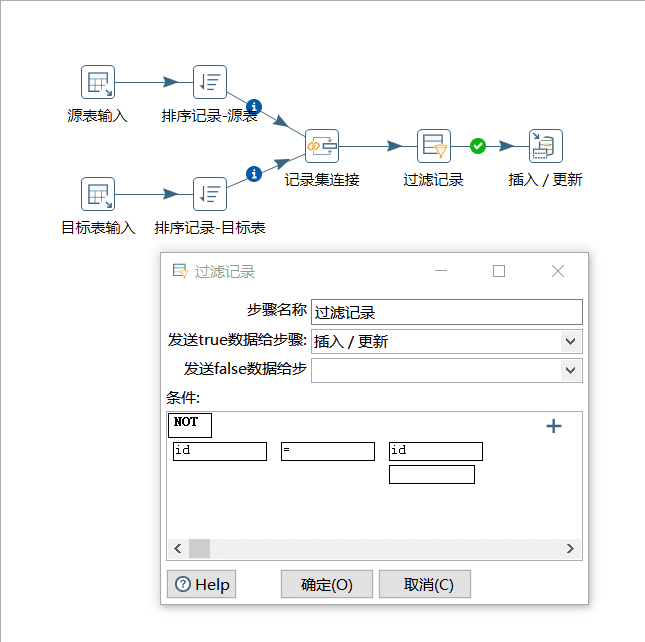 源表输入
排序记录-源表
记录集连接
过滤记录
插入 / 更新
目标表输入
排序记录-目标表
过滤记录
步骤名称 过滤记录
发送true数据给步骤: 插入 / 更新
发送false数据给步
条件:
NOT
id = id
Help 确定(O) 取消(C)